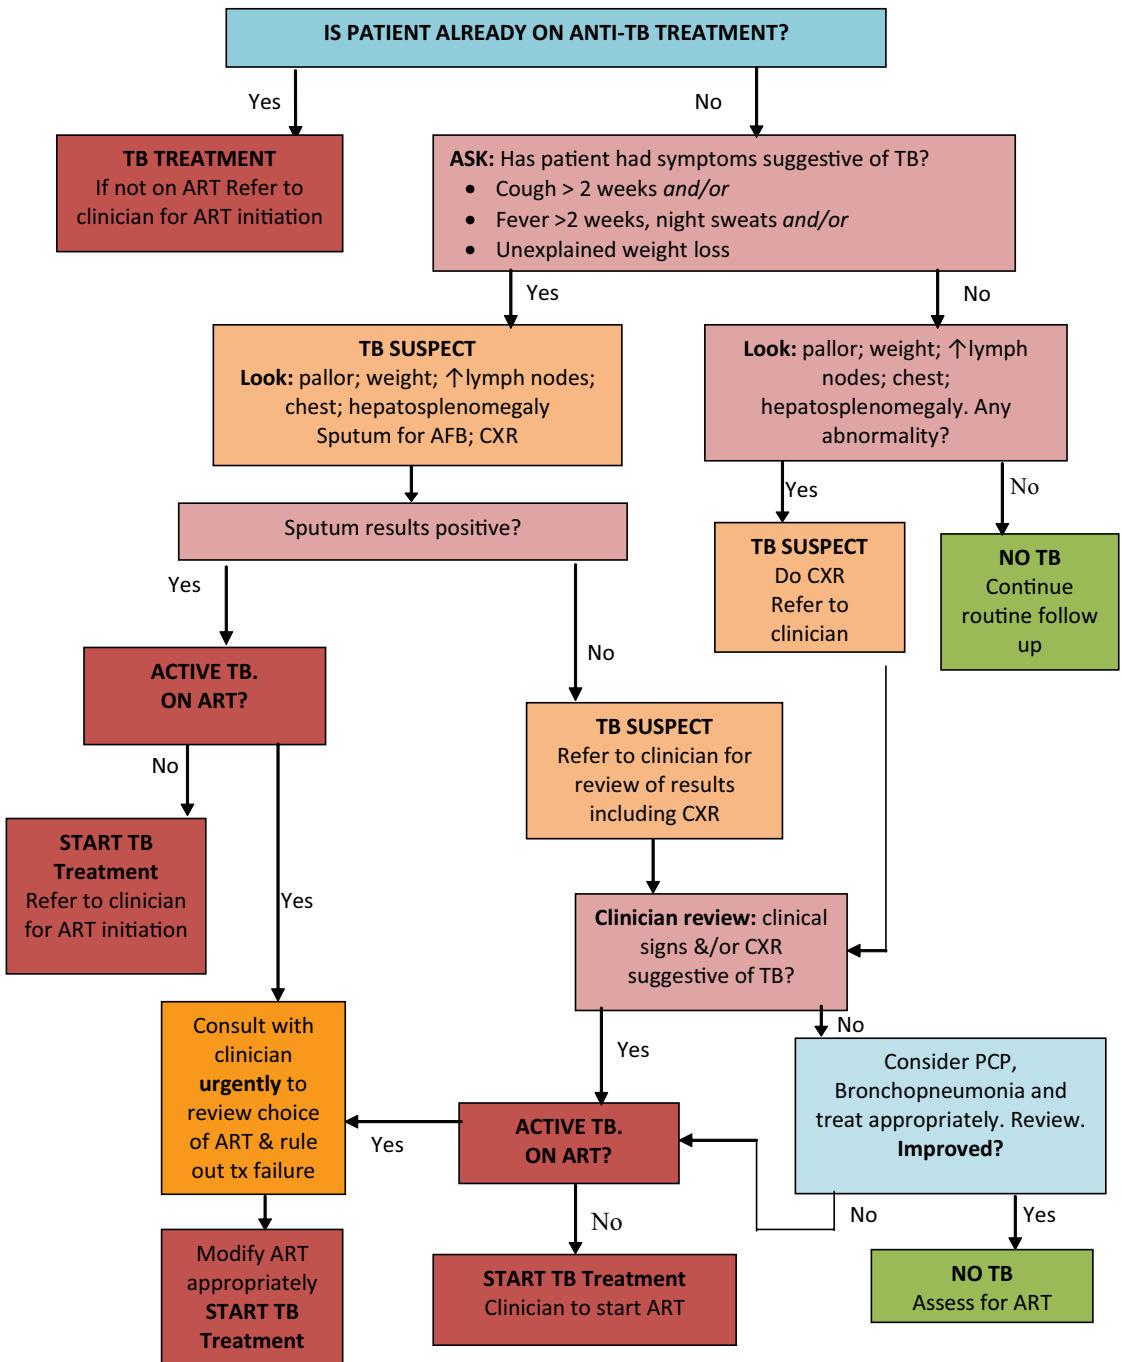 IS PATIENT ALREADY ON ANTI-TB TREATMENT?
Yes
No
TB TREATMENT
If not on ART Refer to
clinician for ART initiation
ASK: Has patient had symptoms suggestive of TB?
• Cough > 2 weeks and/or
• Fever >2 weeks, night sweats and/or
• Unexplained weight loss
Yes
No
TB SUSPECT
Look: pallor; weight; ↑lymph nodes;
chest; hepatosplenomegaly
Sputum for AFB; CXR
Look: pallor; weight; ↑lymph
nodes; chest;
hepatosplenomegaly. Any
abnormality?
Yes
No
Sputum results positive?
TB SUSPECT
Do CXR
Refer to
clinician
NO TB
Continue
routine follow
up
Yes
No
ACTIVE TB.
ON ART?
TB SUSPECT
Refer to clinician for
review of results
including CXR
No
Yes
START TB
Treatment
Refer to clinician
for ART initiation
Clinician review: clinical
signs &/or CXR
suggestive of TB?
Yes
No
Consult with
clinician
urgently to
review choice
of ART & rule
out tx failure
Yes
ACTIVE TB.
ON ART?
Consider PCP,
Bronchopneumonia and
treat appropriately. Review.
Improved?
No
No
Yes
Modify ART
appropriately
START TB
Treatment
START TB Treatment
Clinician to start ART
NO TB
Assess for ART